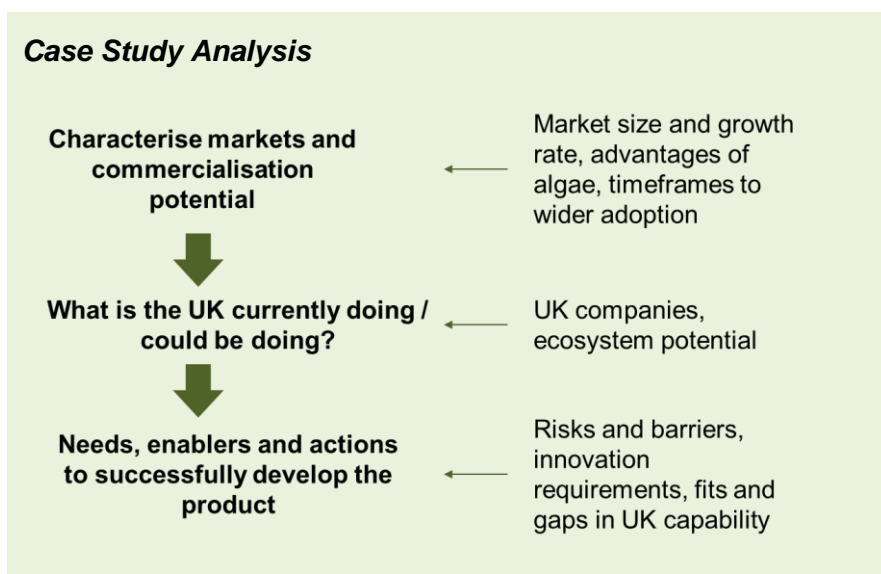 Case Study Analysis
Characterise markets and
commercialisation
potential
Market size and growth
rate, advantages of
algae, timeframes to
wider adoption
What is the UK currently doing /
could be doing?
UK companies,
ecosystem potential
Needs, enablers and actions
to successfully develop the
product
Risks and barriers,
innovation
requirements, fits and
gaps in UK capability